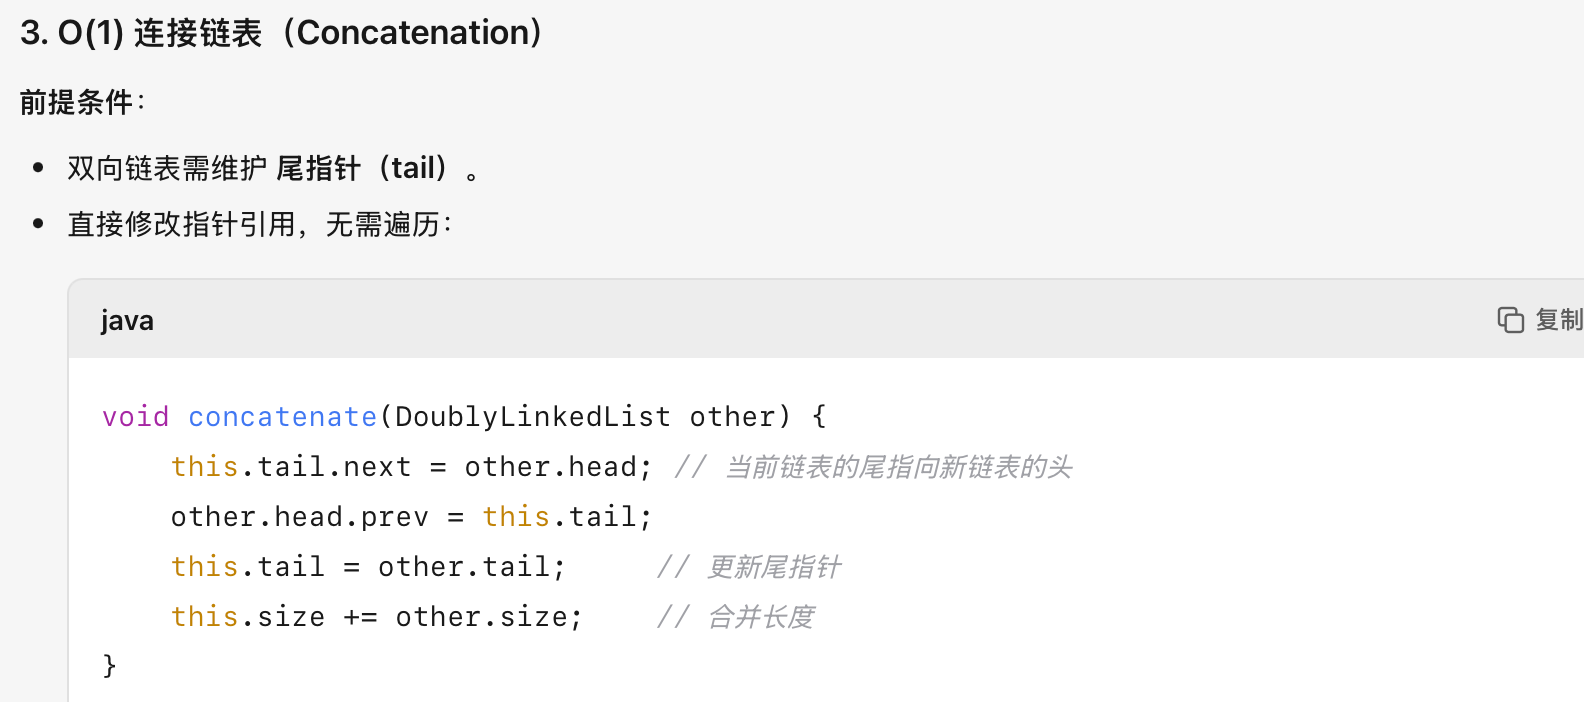 3. O(1) 连接链表（Concatenation）
前提条件：
• 双向链表需维护 尾指针（tail）。
• 直接修改指针引用，无需遍历：
java
复制
void concatenate(DoublyLinkedList other) {
    this.tail.next = other.head; // 当前链表的尾指向新链表的头
    other.head.prev = this.tail;
    this.tail = other.tail;     // 更新尾指针
    this.size += other.size;    // 合并长度
}